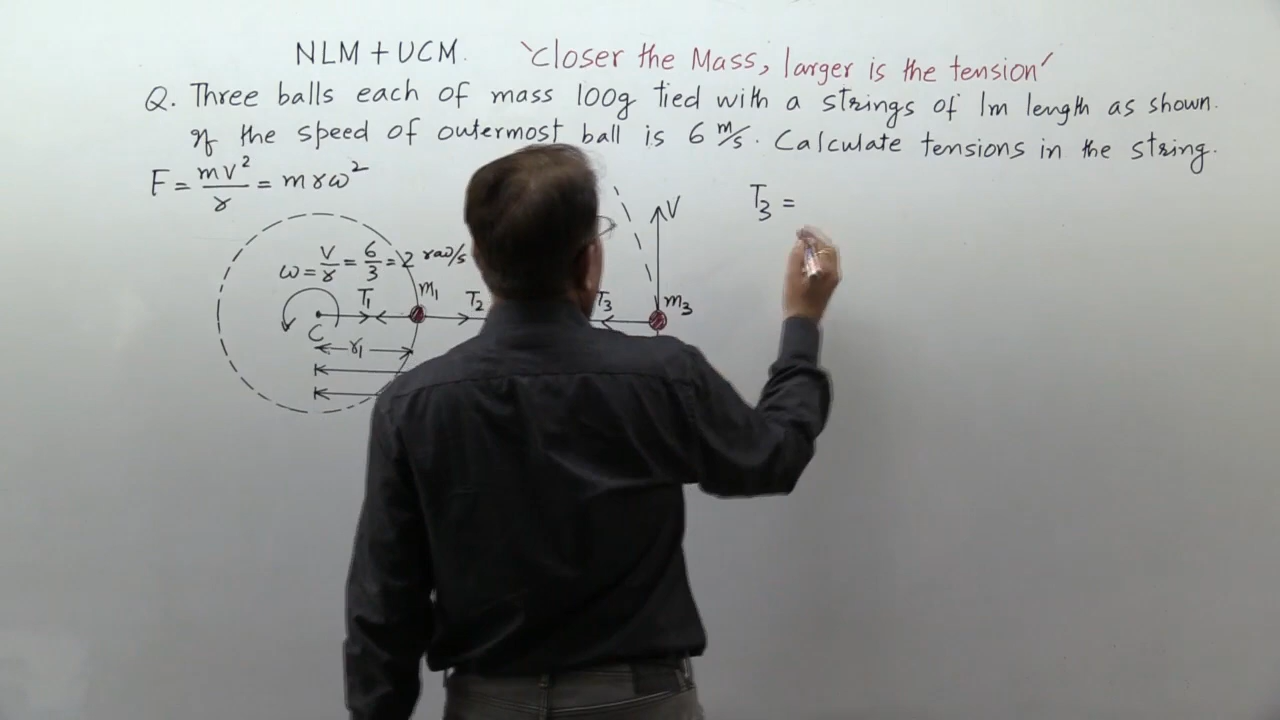 NLM + UCM. 'Closer the Mass, larger is the tension'
Q. Three balls each of mass 100g tied with a strings of 1m length as shown.
If the speed of outermost ball is 6 m/s. Calculate tensions in the string.
F = mv²/r = mrω²
T₃ =
V
ω = V/r = 6/3 = 2 rad/s
T₁ m₁ T₂ T₃ m₃
C
r₁